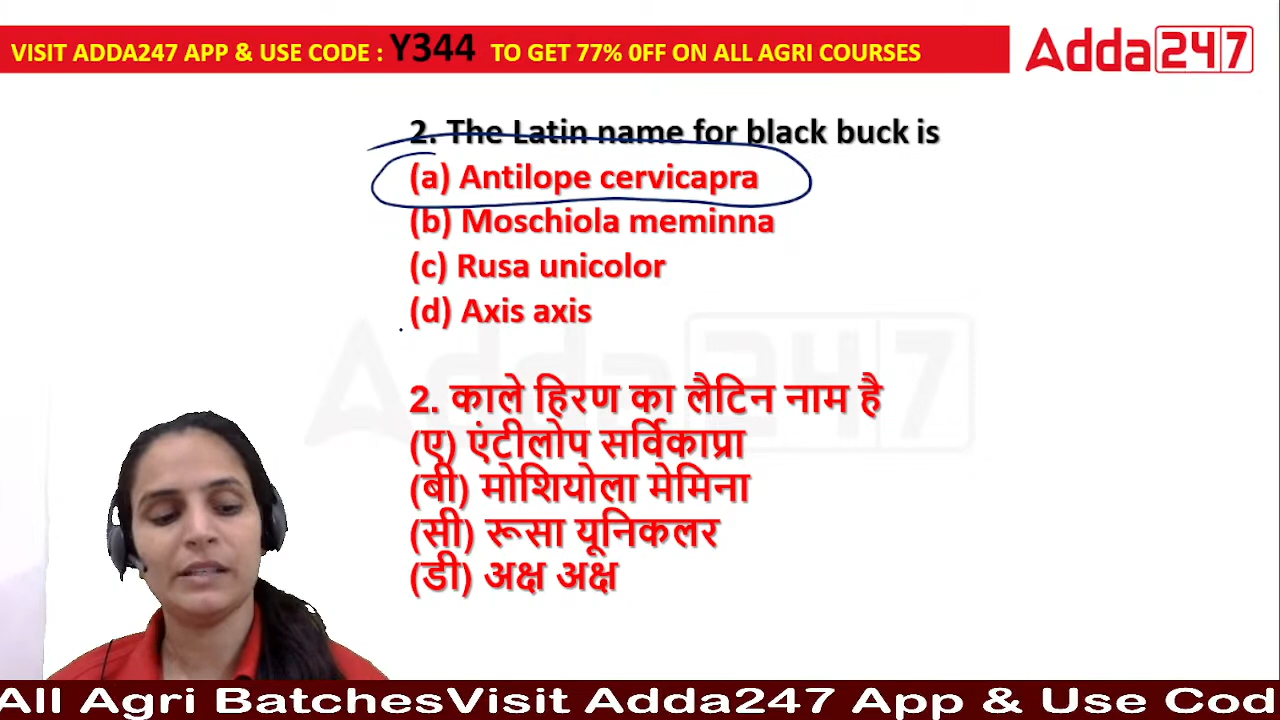 VISIT ADDA247 APP & USE CODE : Y344 TO GET 77% 0FF ON ALL AGRI COURSES
Adda247
2. The Latin name for black buck is
(a) Antilope cervicapra
(b) Moschiola meminna
(c) Rusa unicolor
(d) Axis axis
Adda247
2. काले हिरण का लैटिन नाम है
(ए) एंटीलोप सर्विकाप्रा
(बी) मोशियोला मेमिना
(सी) रूसा यूनिकलर
(डी) अक्ष अक्ष
All Agri BatchesVisit Adda247 App & Use Cod